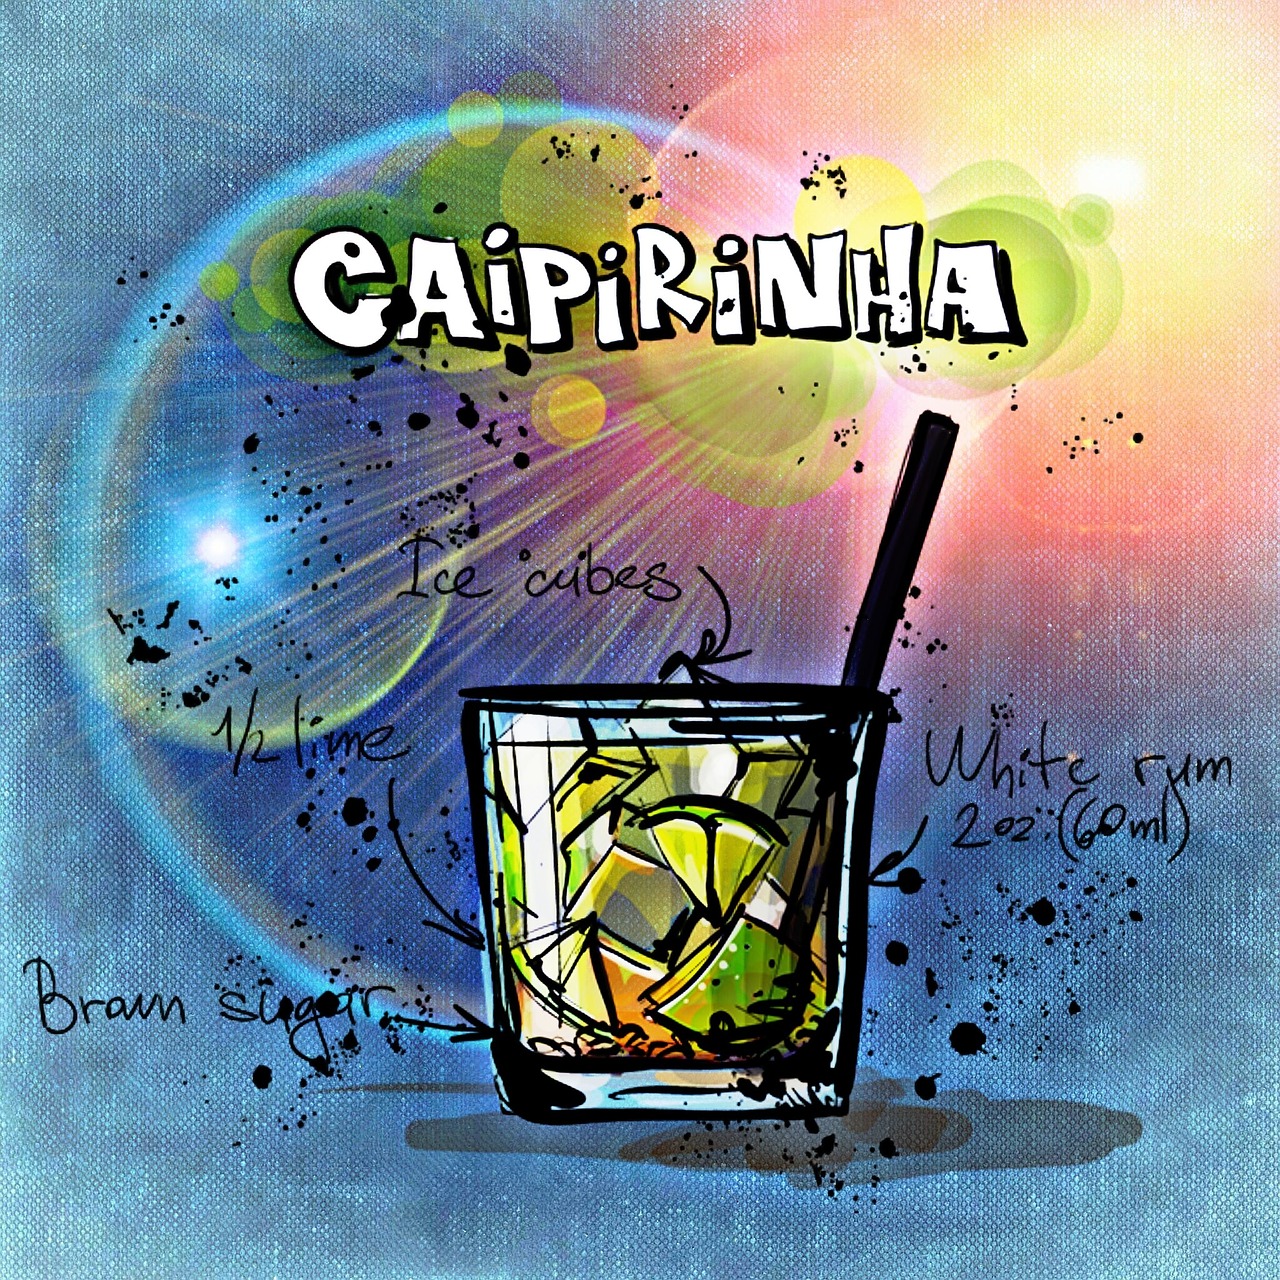 CAIPIRINHA
Ice cubes
1/2 lime
White rum
2oz (60ml)
Brown sugar